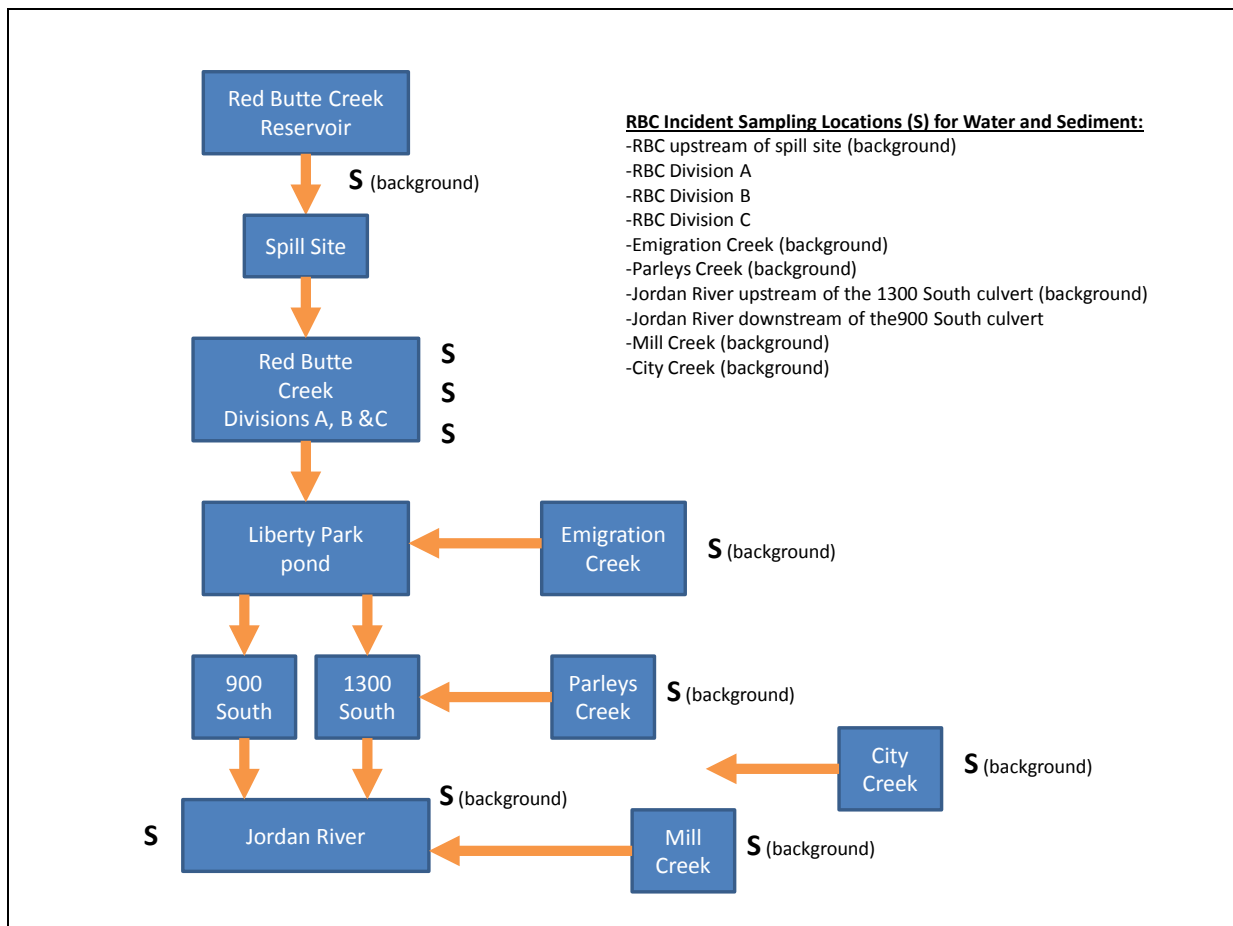 Red Butte Creek
Reservoir
S (background)
Spill Site
Red Butte
Creek
Divisions A, B &C
S
S
S
Liberty Park
pond
Emigration
Creek
S (background)
900
South
1300
South
Parleys
Creek
S (background)
City
Creek
S (background)
S (background)
S
Jordan River
Mill
Creek
S (background)
RBC Incident Sampling Locations (S) for Water and Sediment:
-RBC upstream of spill site (background)
-RBC Division A
-RBC Division B
-RBC Division C
-Emigration Creek (background)
-Parleys Creek (background)
-Jordan River upstream of the 1300 South culvert (background)
-Jordan River downstream of the900 South culvert
-Mill Creek (background)
-City Creek (background)